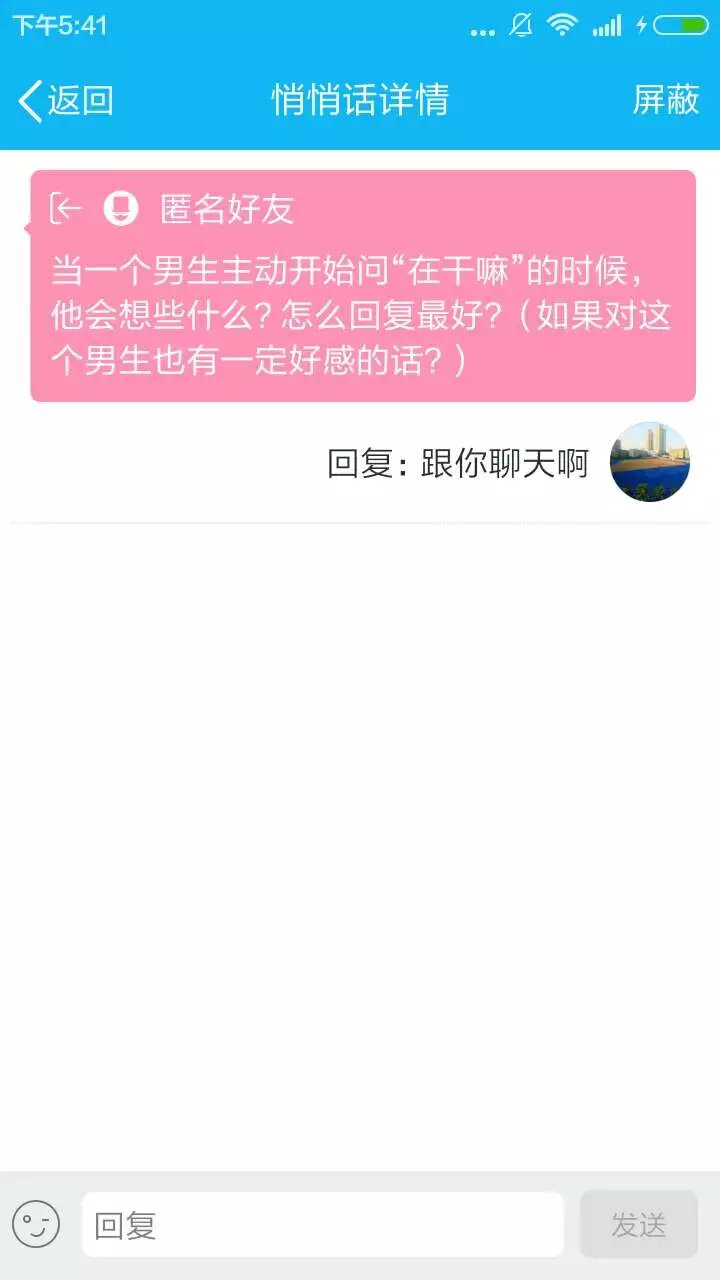 下午5:41
返回
悄悄话详情
屏蔽
匿名好友
当一个男生主动开始问“在干嘛”的时候，
他会想些什么？怎么回复最好？（如果对这
个男生也有一定好感的话？）
回复：跟你聊天啊
回复
发送